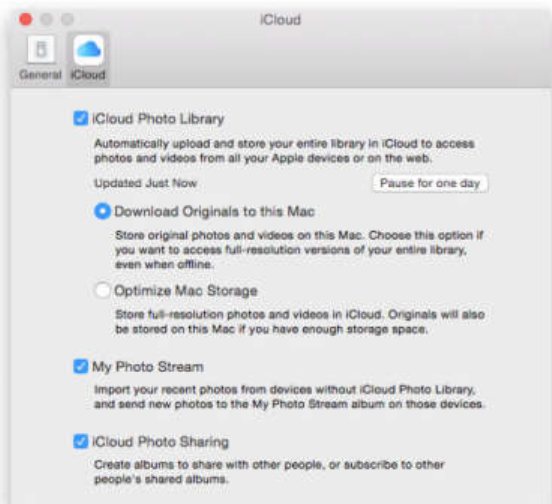 iCloud
General iCloud
iCloud Photo Library
Automatically upload and store your entire library in iCloud to access
photos and videos from all your Apple devices or on the web.
Updated Just Now Pause for one day
Download Originals to this Mac
Store original photos and videos on this Mac. Choose this option if
you want to access full-resolution versions of your entire library,
even when offline.
Optimize Mac Storage
Store full-resolution photos and videos in iCloud. Originals will also
be stored on this Mac if you have enough storage space.
My Photo Stream
Import your recent photos from devices without iCloud Photo Library,
and send new photos to the My Photo Stream album on those devices.
iCloud Photo Sharing
Create albums to share with other people, or subscribe to other
people's shared albums.